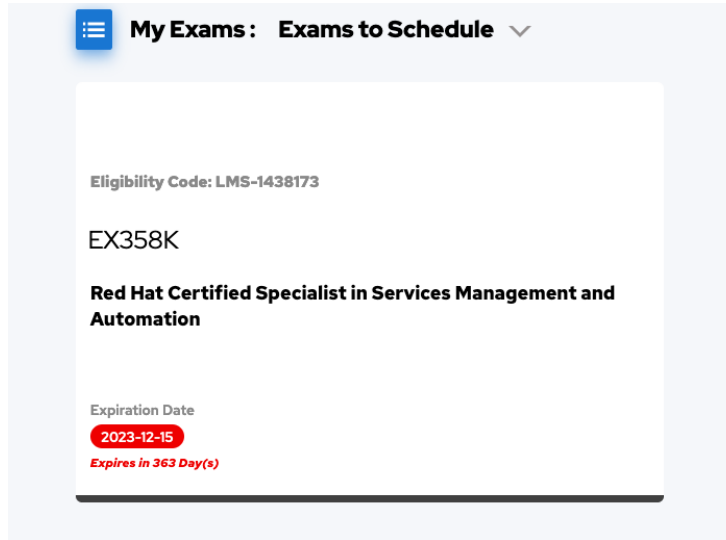 My Exams : Exams to Schedule
Eligibility Code: LMS-1438173
EX358K
Red Hat Certified Specialist in Services Management and
Automation
Expiration Date
2023-12-15
Expires in 363 Day(s)